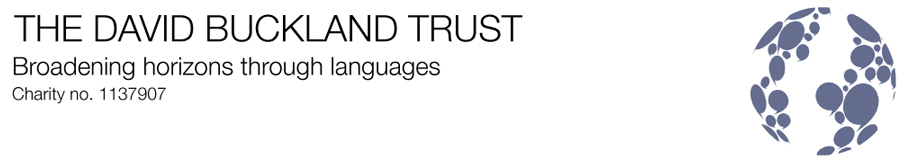 THE DAVID BUCKLAND TRUST
Broadening horizons through languages
Charity no. 1137907